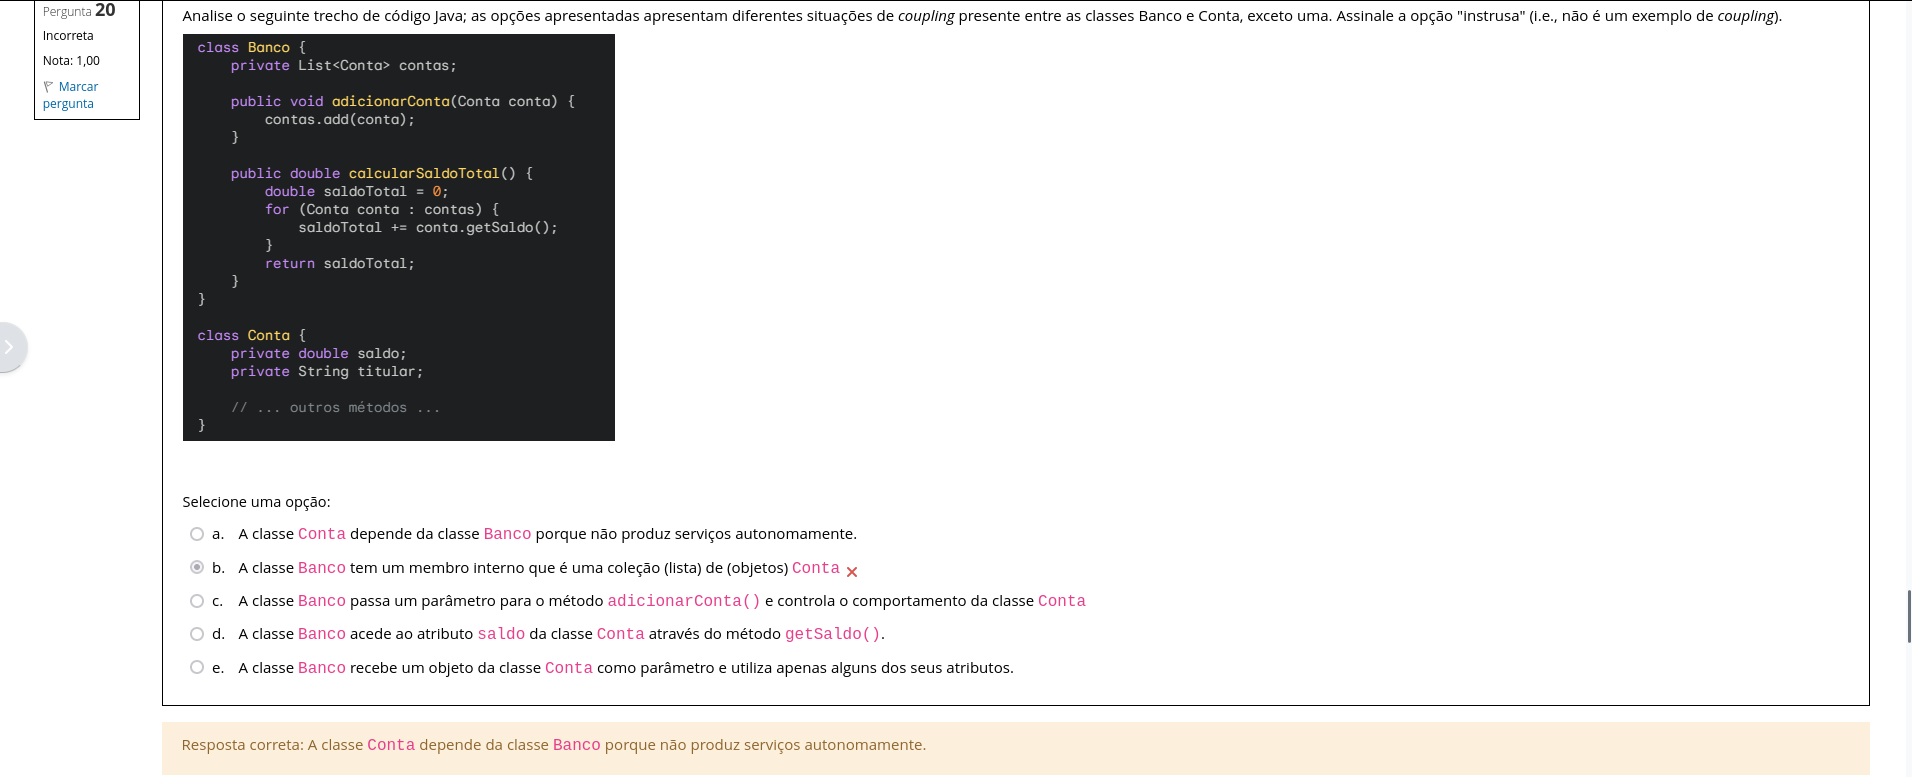 Pergunta 20
Incorreta
Nota: 1,00
Marcar
pergunta
Analise o seguinte trecho de código Java; as opções apresentadas apresentam diferentes situações de coupling presente entre as classes Banco e Conta, exceto uma. Assinale a opção "instrusa" (i.e., não é um exemplo de coupling).
class Banco {
    private List<Conta> contas;
    public void adicionarConta(Conta conta) {
        contas.add(conta);
    }
    public double calcularSaldoTotal() {
        double saldoTotal = 0;
        for (Conta conta : contas) {
            saldoTotal += conta.getSaldo();
        }
        return saldoTotal;
    }
}
class Conta {
    private double saldo;
    private String titular;
    // ... outros métodos ...
}
Selecione uma opção:
a. A classe Conta depende da classe Banco porque não produz serviços autonomamente.
b. A classe Banco tem um membro interno que é uma coleção (lista) de (objetos) Conta
c. A classe Banco passa um parâmetro para o método adicionarConta() e controla o comportamento da classe Conta
d. A classe Banco acede ao atributo saldo da classe Conta através do método getSaldo().
e. A classe Banco recebe um objeto da classe Conta como parâmetro e utiliza apenas alguns dos seus atributos.
Resposta correta: A classe Conta depende da classe Banco porque não produz serviços autonomamente.